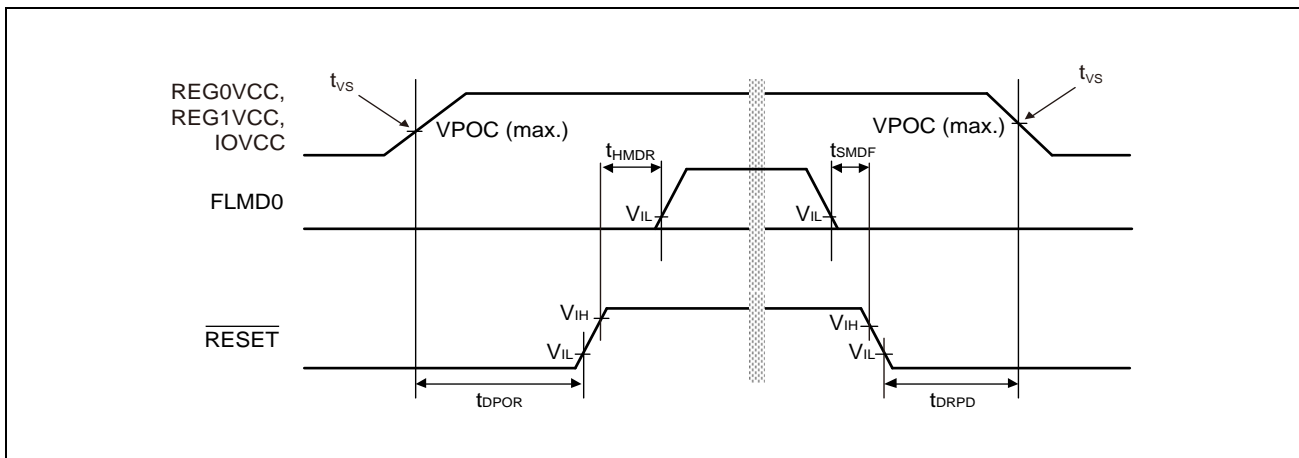 REG0VCC,
REG1VCC,
IOVCC
tVS
VPOC (max.)
VPOC (max.)
tVS
tHMDR
tSMDF
FLMD0
VIL
VIL
RESET
VIH
VIL
VIH
VIL
tDPOR
tDRPD